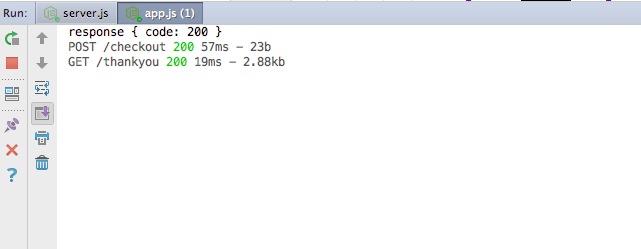 Run: server.js app.js (1)
response { code: 200 }
POST /checkout 200 57ms – 23b
GET /thankyou 200 19ms – 2.88kb
?